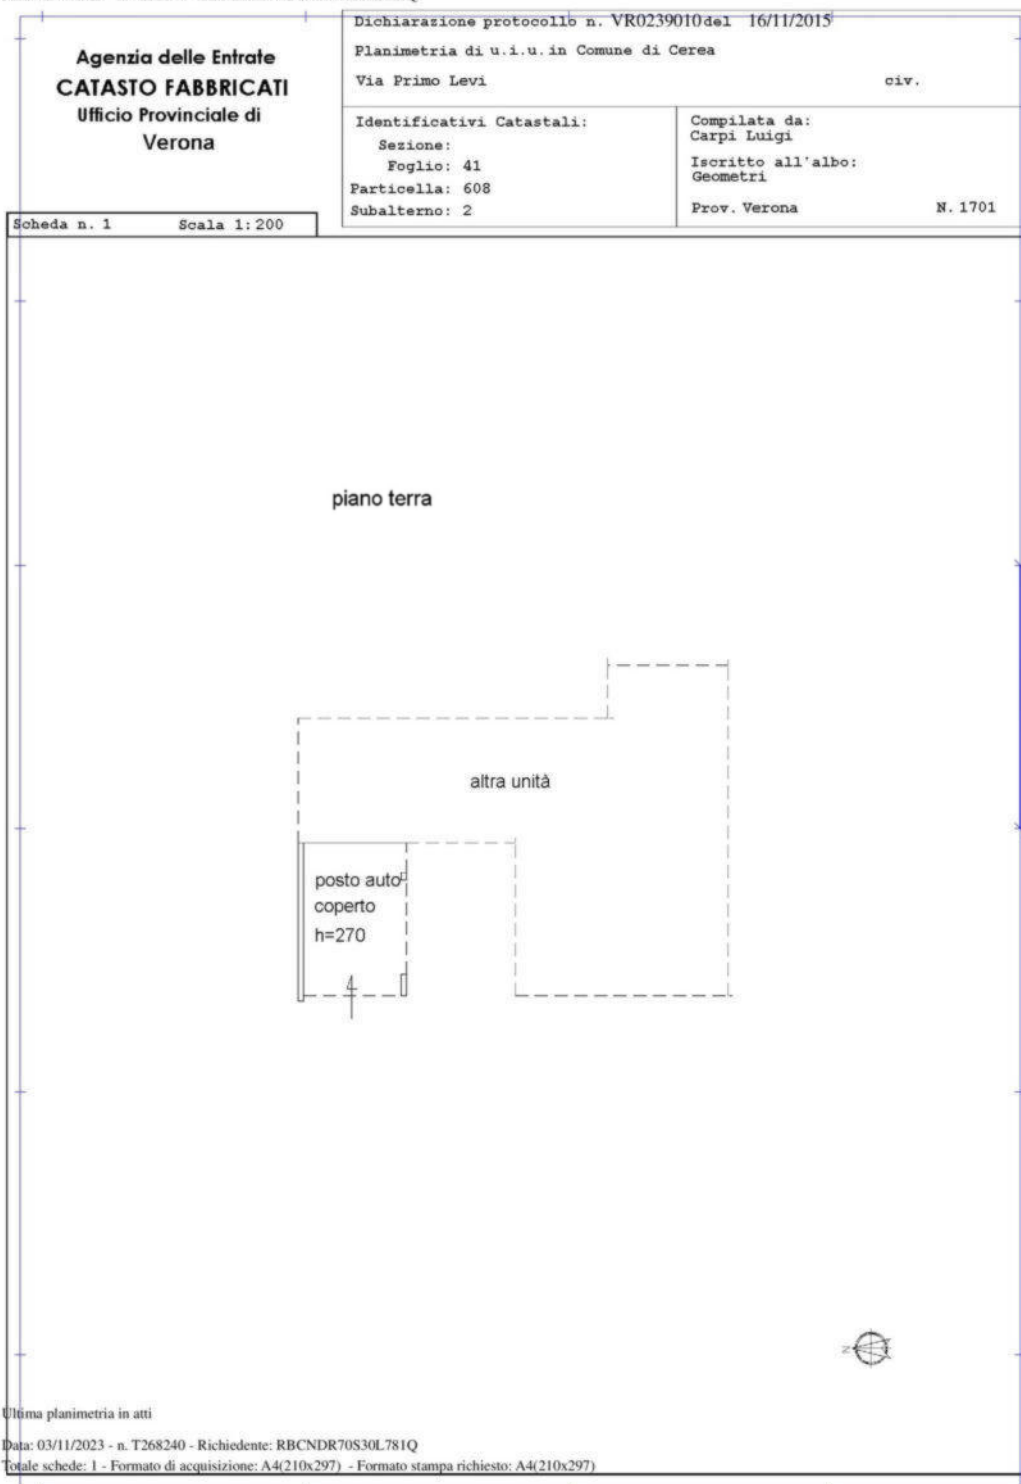 Agenzia delle Entrate
CATASTO FABBRICATI
Ufficio Provinciale di
Verona
Dichiarazione protocollo n. VR0239010 del 16/11/2015
Planimetria di u.i.u. in Comune di Cerea
Via Primo Levi civ.
Identificativi Catastali:
Sezione:
Foglio: 41
Particella: 608
Subalterno: 2
Compilata da:
Carpi Luigi
Iscritto all'albo:
Geometri
Prov. Verona N. 1701
Scheda n. 1 Scala 1:200
piano terra
altra unità
posto auto
coperto
h=270
N
Ultima planimetria in atti
Data: 03/11/2023 - n. T268240 - Richiedente: RBCNDR70S30L781Q
Totale schede: 1 - Formato di acquisizione: A4(210x297) - Formato stampa richiesto: A4(210x297)